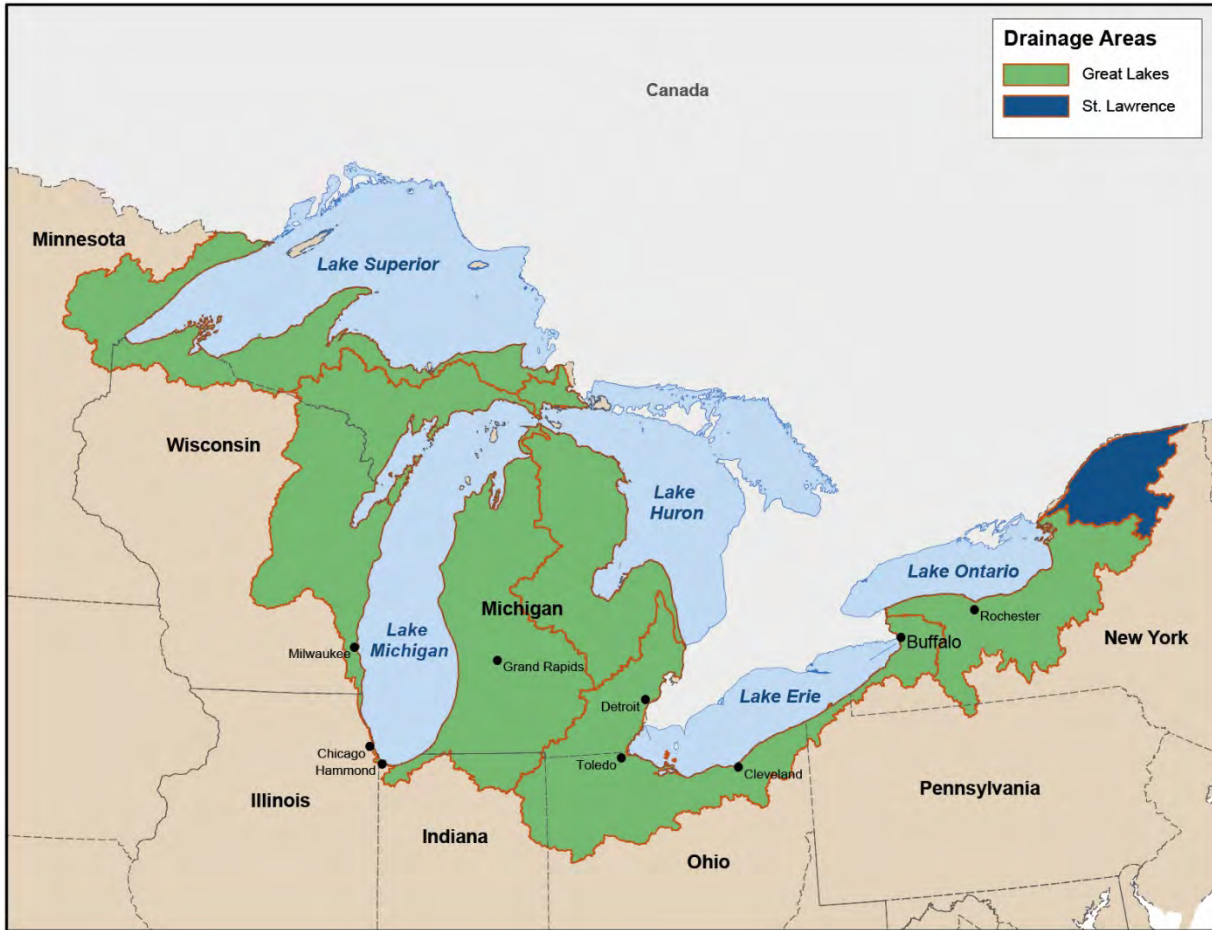 Drainage Areas
Great Lakes
St. Lawrence
Canada
Minnesota
Lake Superior
Wisconsin
Lake
Huron
Lake Ontario
Michigan
Rochester
New York
Lake
Michigan
Milwaukee
Buffalo
Grand Rapids
Detroit
Lake Erie
Chicago
Hammond
Toledo
Cleveland
Pennsylvania
Illinois
Indiana
Ohio